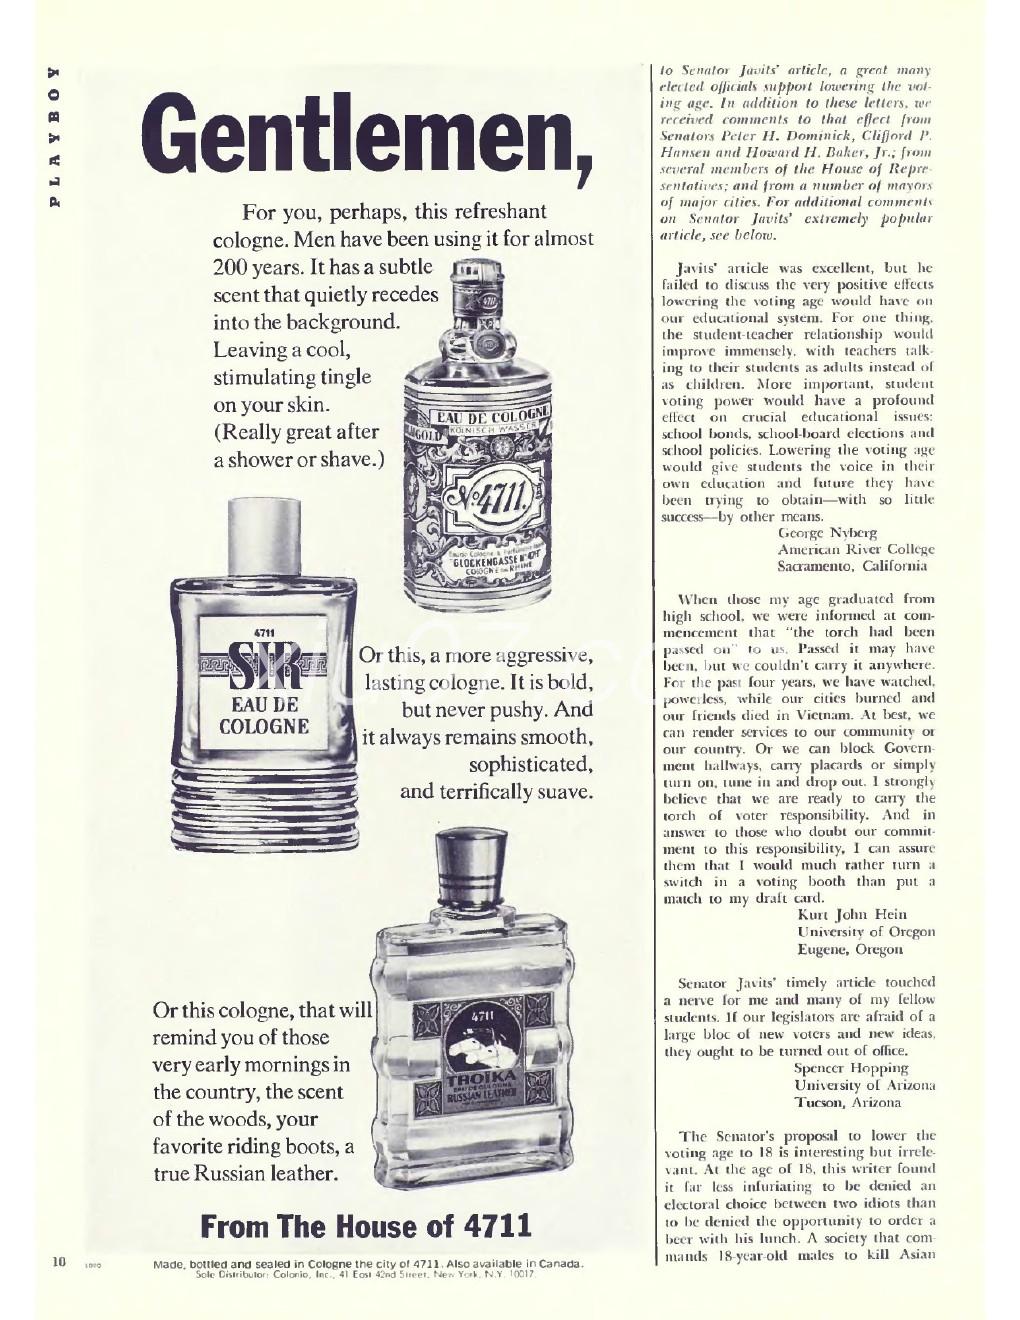 PLAYBOY
Gentlemen,
For you, perhaps, this refreshant
cologne. Men have been using it for almost
200 years. It has a subtle
scent that quietly recedes
into the background.
Leaving a cool,
stimulating tingle
on your skin.
(Really great after
a shower or shave.)
4711
EAU DE COLOGNE
KÖLNISCH WASSER
GOLD
No. 4711.
GLOCKENGASSE No 4711
COLOGNE ON RHINE
4711
SIR
EAU DE
COLOGNE
Or this, a more aggressive,
lasting cologne. It is bold,
but never pushy. And
it always remains smooth,
sophisticated,
and terrifically suave.
4711
TROIKA
EAU DE COLOGNE
RUSSIAN LEATHER
Or this cologne, that will
remind you of those
very early mornings in
the country, the scent
of the woods, your
favorite riding boots, a
true Russian leather.
From The House of 4711
Made, bottled and sealed in Cologne the city of 4711. Also available in Canada.
Sole Distributor: Colonia, Inc., 41 East 42nd Street, New York, N.Y. 10017.
10
to Senator Javits' article, a great many
elected officials support lowering the vot-
ing age. In addition to these letters, we
received comments to that effect from
Senators Peter H. Dominick, Clifford P.
Hansen and Howard H. Baker, Jr.; from
several members of the House of Repre-
sentatives; and from a number of mayors
of major cities. For additional comments
on Senator Javits' extremely popular
article, see below.
Javits' article was excellent, but he
failed to discuss the very positive effects
lowering the voting age would have on
our educational system. For one thing,
the student-teacher relationship would
improve immensely, with teachers talk-
ing to their students as adults instead of
as children. More important, student
voting power would have a profound
effect on crucial educational issues:
school bonds, school-board elections and
school policies. Lowering the voting age
would give students the voice in their
own education and future they have
been trying to obtain—with so little
success—by other means.
George Nyberg
American River College
Sacramento, California
When those my age graduated from
high school, we were informed at com-
mencement that "the torch had been
passed on" to us. Passed it may have
been, but we couldn't carry it anywhere.
For the past four years, we have watched,
powerless, while our cities burned and
our friends died in Vietnam. At best, we
can render services to our community or
our country. Or we can block Govern-
ment hallways, carry placards or simply
turn on, tune in and drop out. I strongly
believe that we are ready to carry the
torch of voter responsibility. And in
answer to those who doubt our commit-
ment to this responsibility, I can assure
them that I would much rather turn a
switch in a voting booth than put a
match to my draft card.
Kurt John Hein
University of Oregon
Eugene, Oregon
Senator Javits' timely article touched
a nerve for me and many of my fellow
students. If our legislators are afraid of a
large bloc of new voters and new ideas,
they ought to be turned out of office.
Spencer Hopping
University of Arizona
Tucson, Arizona
The Senator's proposal to lower the
voting age to 18 is interesting but irrele-
vant. At the age of 18, this writer found
it far less infuriating to be denied an
electoral choice between two idiots than
to be denied the opportunity to order a
beer with his lunch. A society that com-
mands 18-year-old males to kill Asian